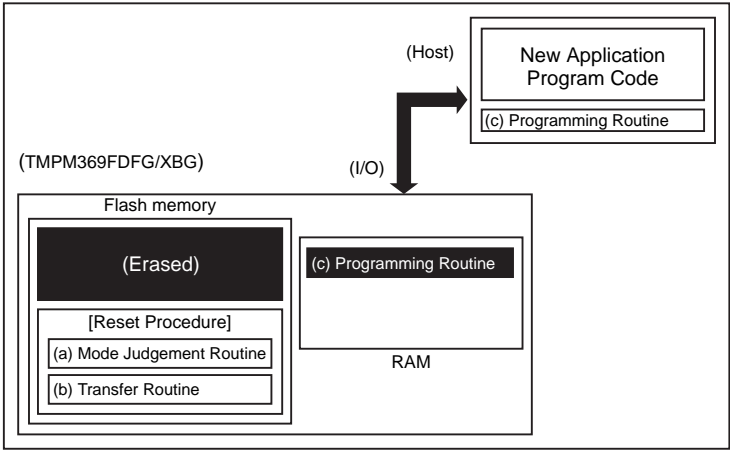 (Host)
New Application
Program Code
(c) Programming Routine
(I/O)
(TMPM369FDFG/XBG)
Flash memory
(Erased)
[Reset Procedure]
(a) Mode Judgement Routine
(b) Transfer Routine
(c) Programming Routine
RAM